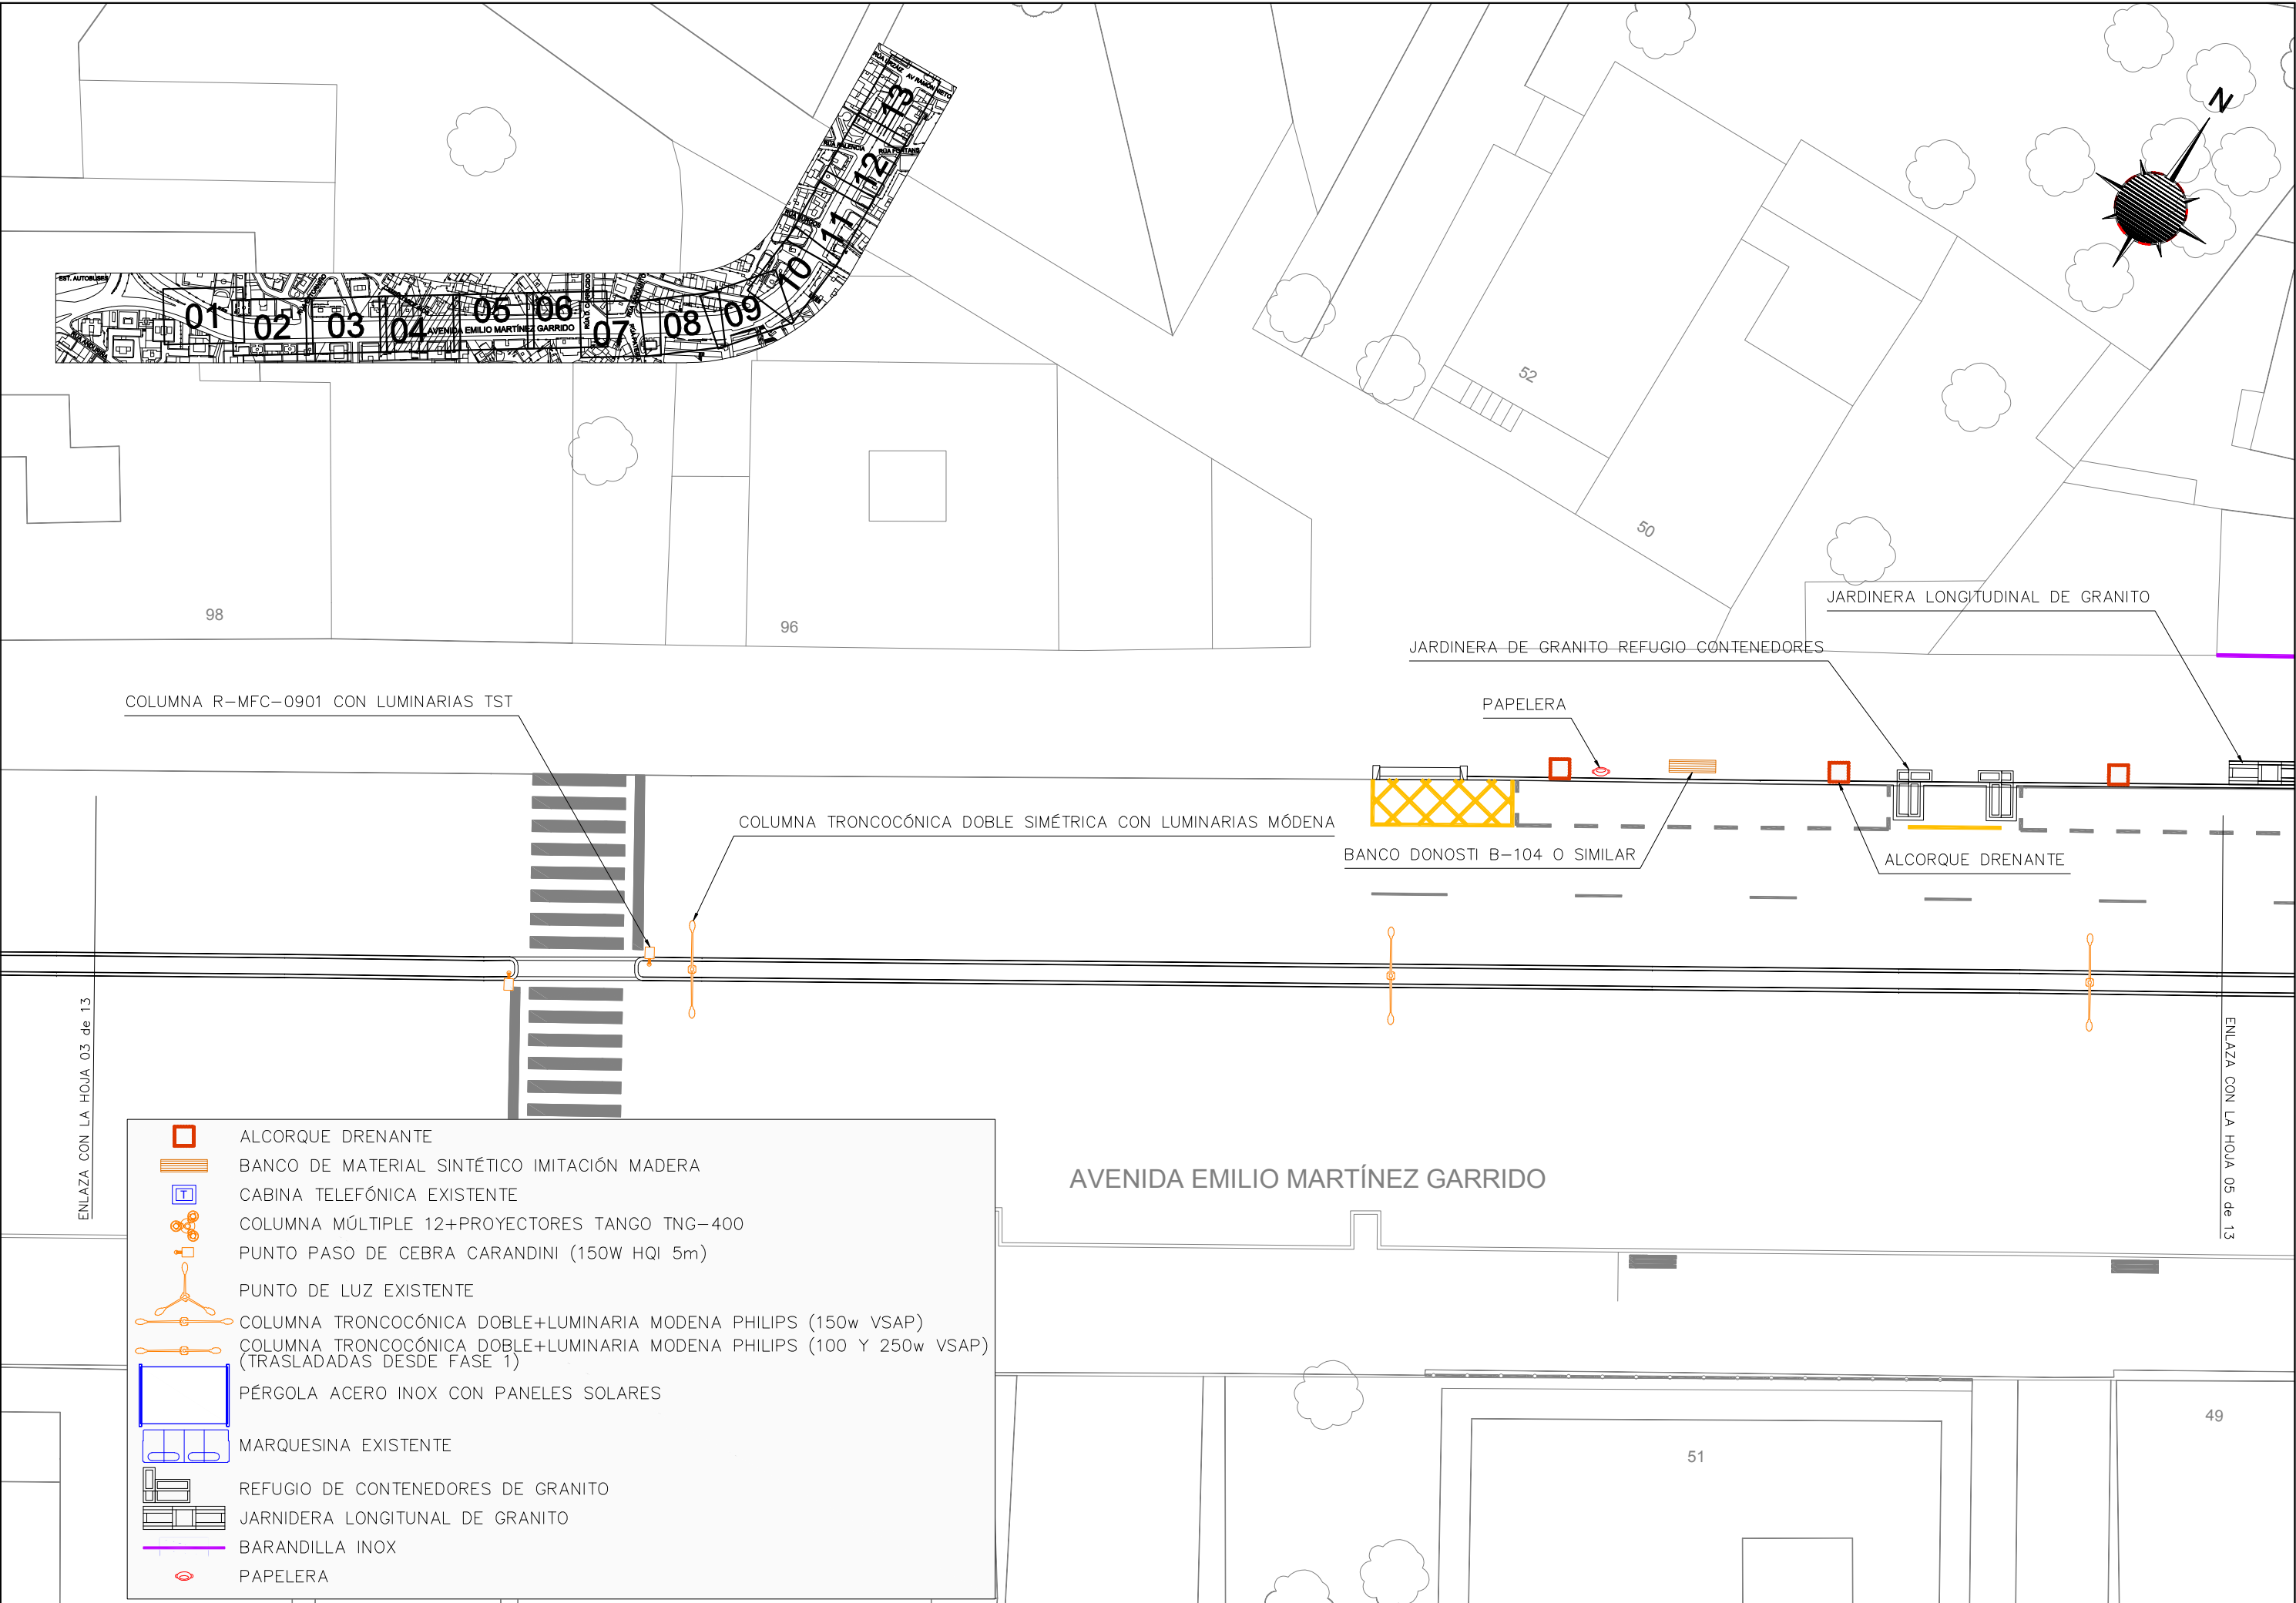 N
RÚA URZÁIZ
AV RAMÓN NIETO
13
RÚA PALENCIA
12
11
10
EST. AUTOBUSES
01
02
03
04
05
06
07
08
09
AVENIDA EMILIO MARTÍNEZ GARRIDO
52
50
98
96
JARDINERA LONGITUDINAL DE GRANITO
JARDINERA DE GRANITO REFUGIO CONTENEDORES
COLUMNA R-MFC-0901 CON LUMINARIAS TST
PAPELERA
COLUMNA TRONCOCÓNICA DOBLE SIMÉTRICA CON LUMINARIAS MÓDENA
BANCO DONOSTI B-104 O SIMILAR
ALCORQUE DRENANTE
ENLAZA CON LA HOJA 03 de 13
ENLAZA CON LA HOJA 05 de 13
AVENIDA EMILIO MARTÍNEZ GARRIDO
ALCORQUE DRENANTE
BANCO DE MATERIAL SINTÉTICO IMITACIÓN MADERA
T
CABINA TELEFÓNICA EXISTENTE
COLUMNA MÚLTIPLE 12+PROYECTORES TANGO TNG-400
PUNTO PASO DE CEBRA CARANDINI (150W HQI 5m)
PUNTO DE LUZ EXISTENTE
COLUMNA TRONCOCÓNICA DOBLE+LUMINARIA MODENA PHILIPS (150w VSAP)
COLUMNA TRONCOCÓNICA DOBLE+LUMINARIA MODENA PHILIPS (100 Y 250w VSAP)
(TRASLADADAS DESDE FASE 1)
PÉRGOLA ACERO INOX CON PANELES SOLARES
MARQUESINA EXISTENTE
REFUGIO DE CONTENEDORES DE GRANITO
JARNIDERA LONGITUNAL DE GRANITO
BARANDILLA INOX
PAPELERA
51
49